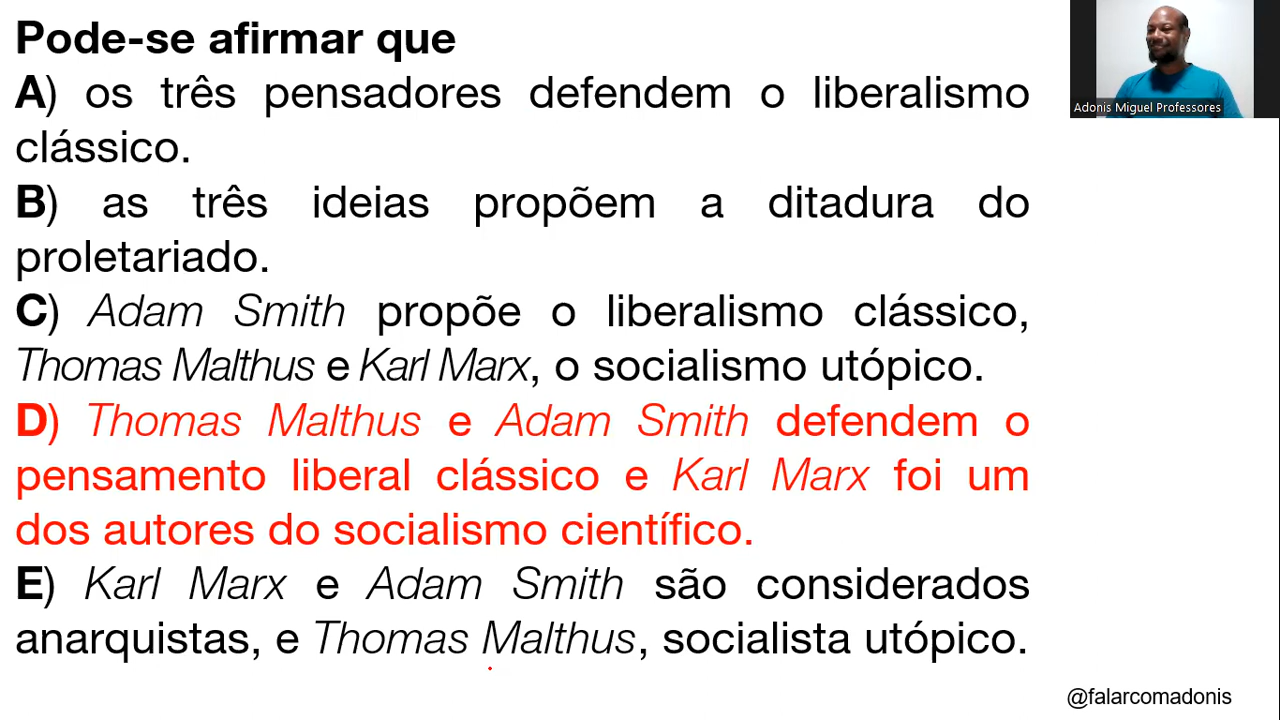 Pode-se afirmar que
A) os três pensadores defendem o liberalismo
clássico.
B) as três ideias propõem a ditadura do
proletariado.
C) Adam Smith propõe o liberalismo clássico,
Thomas Malthus e Karl Marx, o socialismo utópico.
D) Thomas Malthus e Adam Smith defendem o
pensamento liberal clássico e Karl Marx foi um
dos autores do socialismo científico.
E) Karl Marx e Adam Smith são considerados
anarquistas, e Thomas Malthus, socialista utópico.
Adonis Miguel Professores
@falarcomadonis